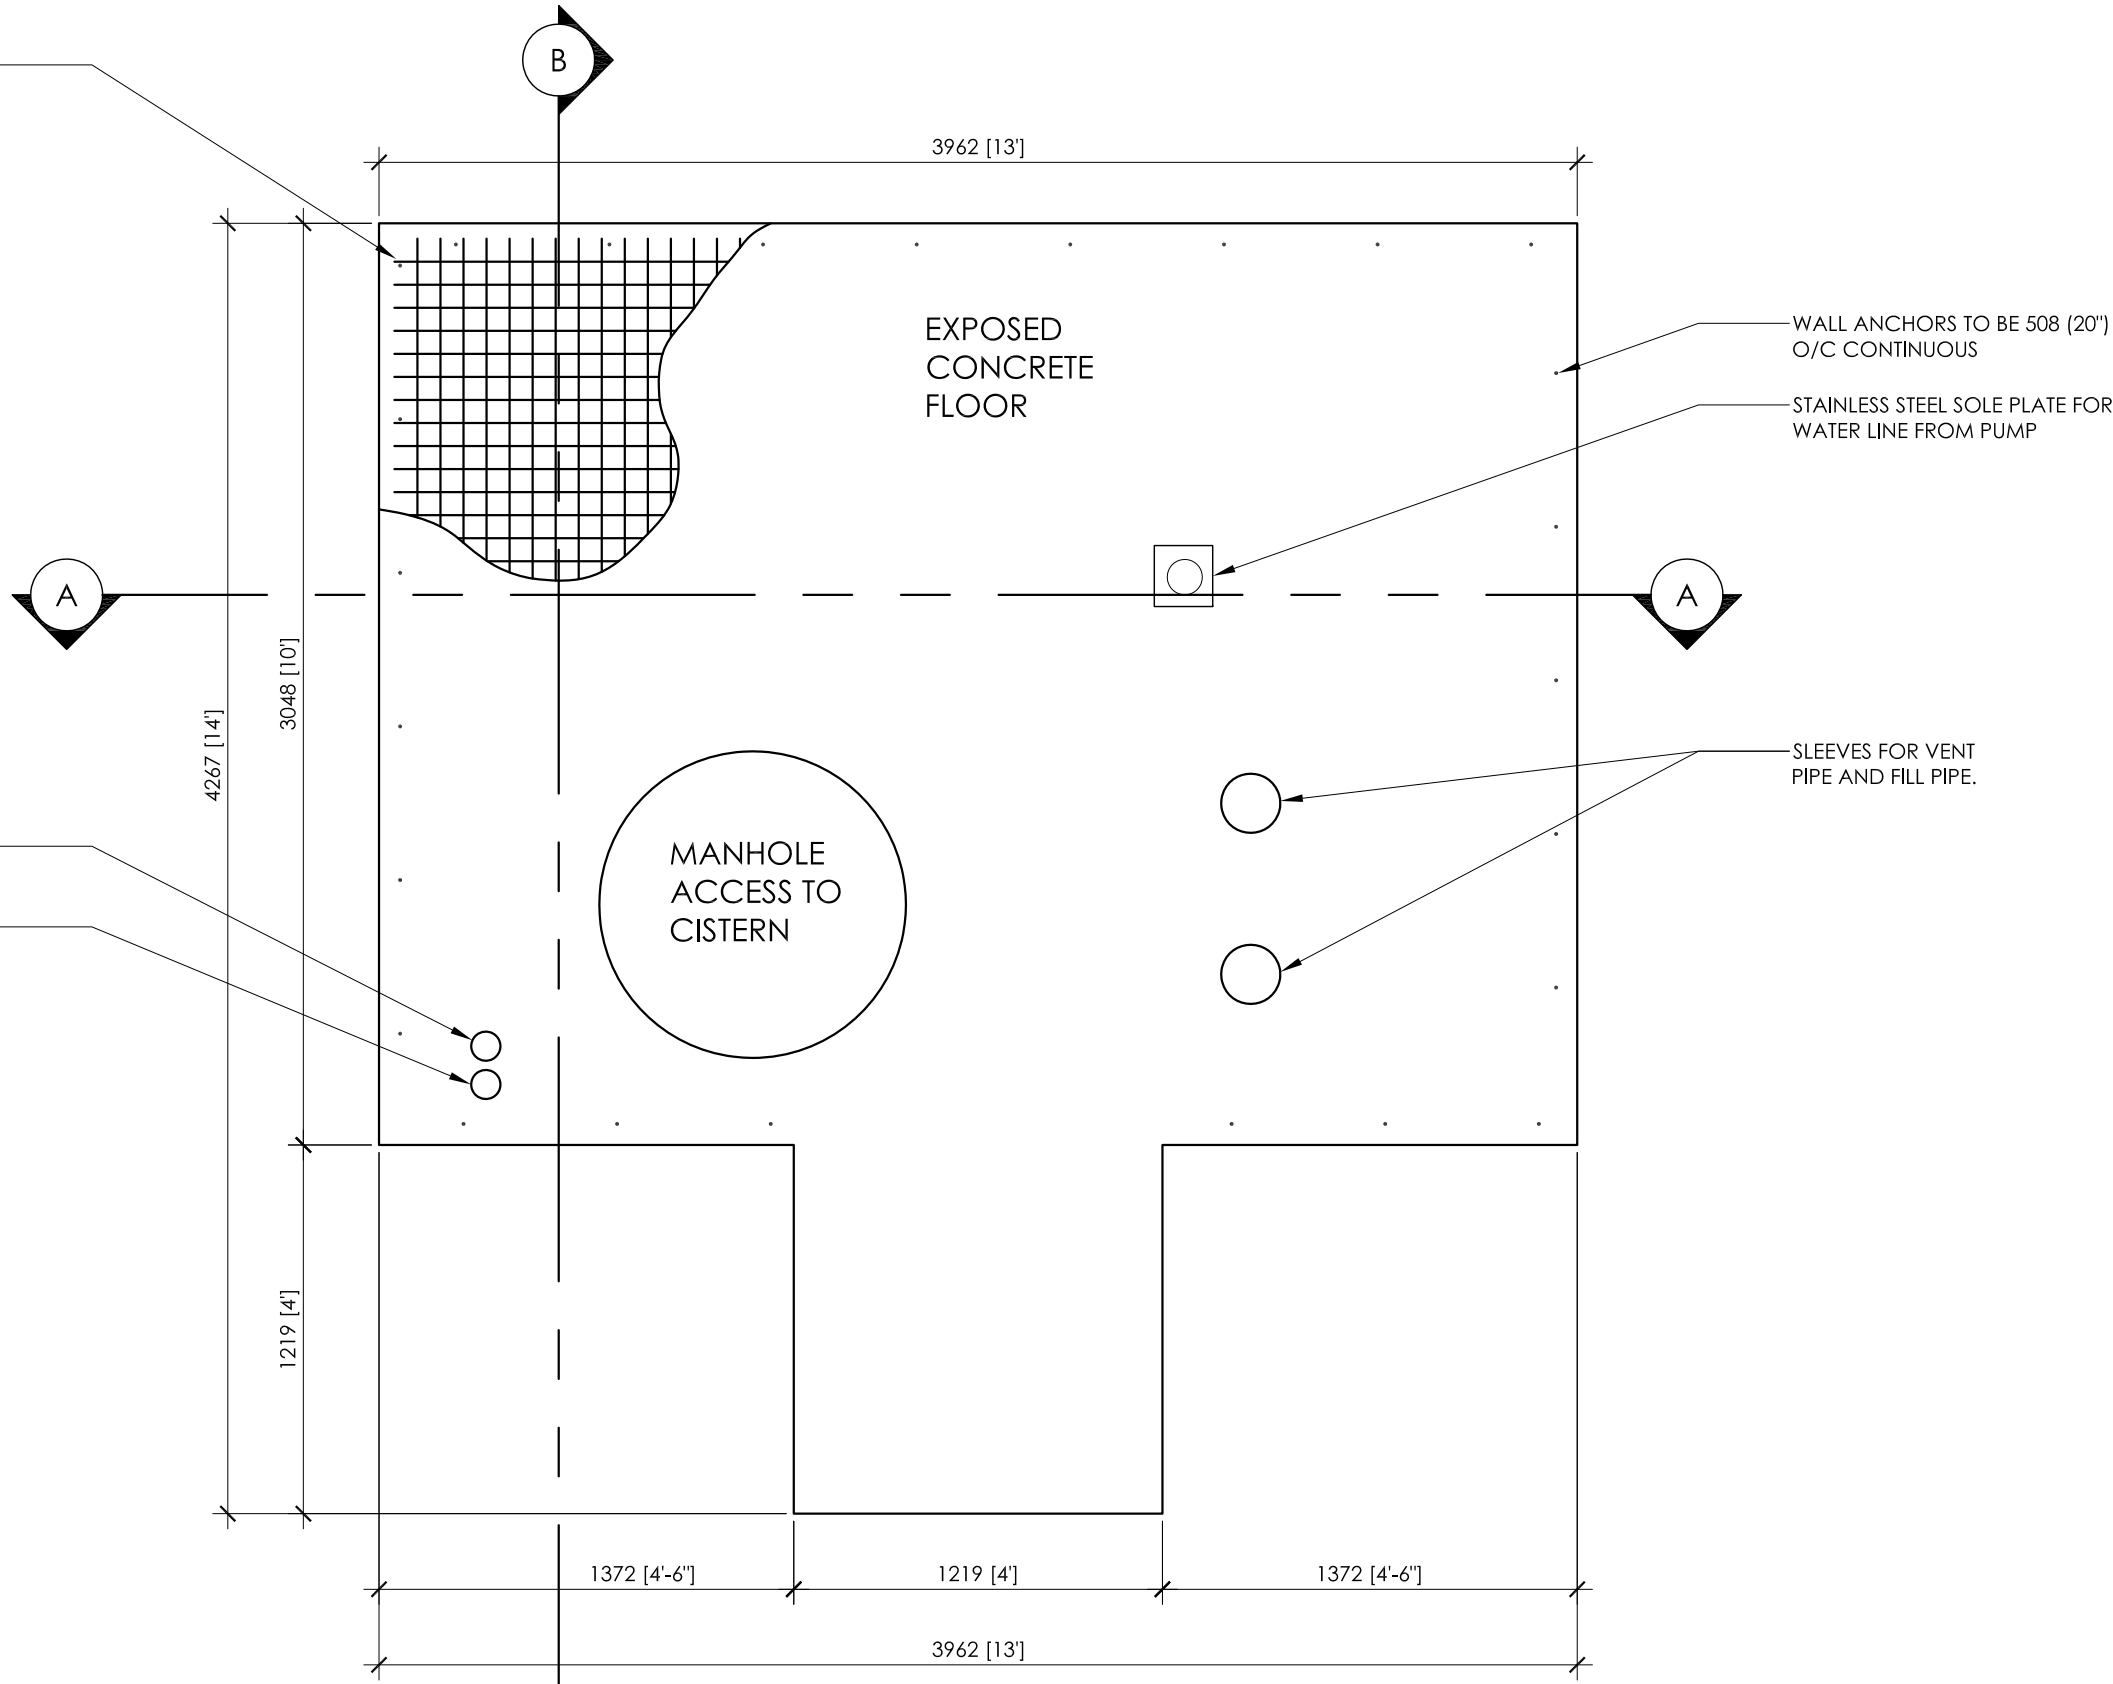 B
3962 [13']
EXPOSED
CONCRETE
FLOOR
WALL ANCHORS TO BE 508 (20")
O/C CONTINUOUS
STAINLESS STEEL SOLE PLATE FOR
WATER LINE FROM PUMP
A
A
3048 [10']
4267 [14']
SLEEVES FOR VENT
PIPE AND FILL PIPE.
MANHOLE
ACCESS TO
CISTERN
1219 [4']
1372 [4'-6"]
1219 [4']
1372 [4'-6"]
3962 [13']